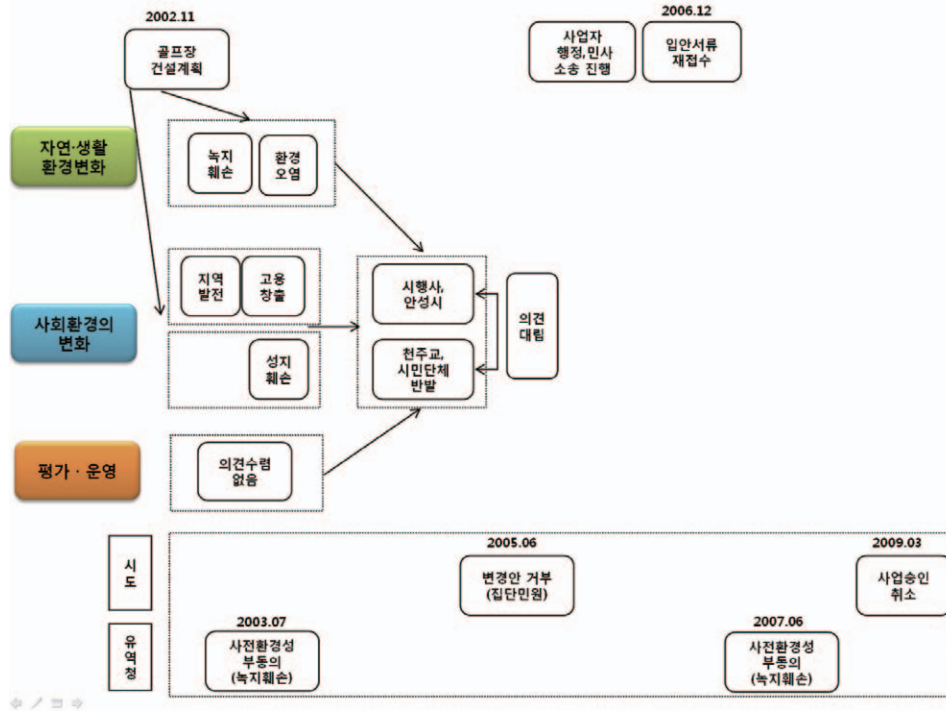 2002.11
2006.12
골프장
건설계획
사업자
행정,민사
소송 진행
입안서류
재접수
자연·생활
환경변화
녹지
훼손
환경
오염
사회환경의
변화
지역
발전
고용
창출
성지
훼손
시행사,
안성시
천주교,
시민단체
반발
의견
대립
평가 · 운영
의견수렴
없음
시
도
2005.06
변경안 거부
(집단민원)
2009.03
사업승인
취소
유
역
청
2003.07
사전환경성
부동의
(녹지훼손)
2007.06
사전환경성
부동의
(녹지훼손)